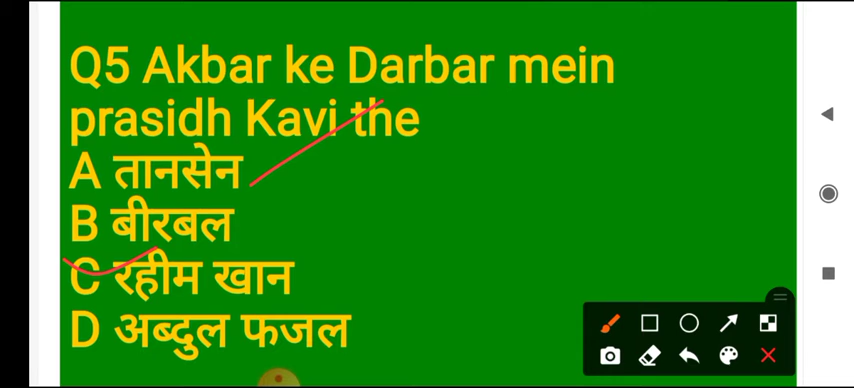 Q5 Akbar ke Darbar mein
prasidh Kavi the
A तानसेन
B बीरबल
C रहीम खान
D अब्दुल फजल